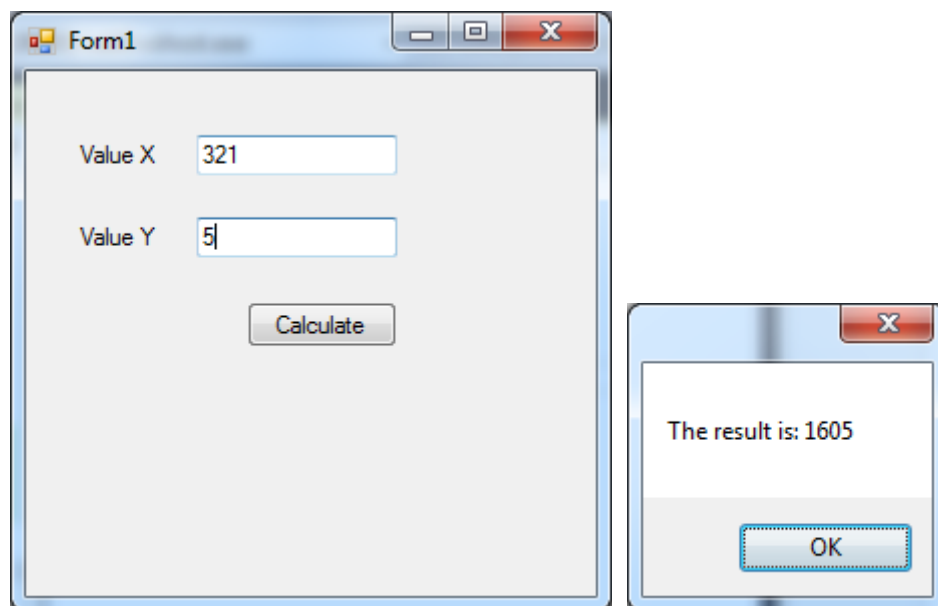 Form1
Value X 321
Value Y 5
Calculate
The result is: 1605
OK